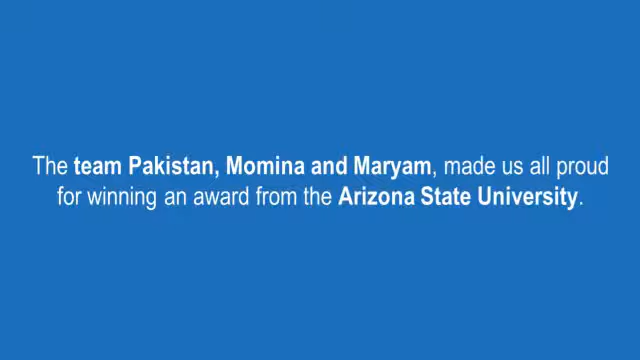 The team Pakistan, Momina and Maryam, made us all proud
for winning an award from the Arizona State University.